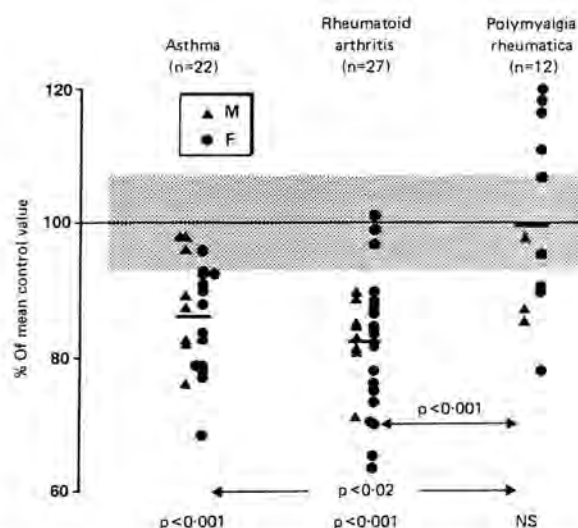 Asthma
(n=22)
Rheumatoid
arthritis
(n=27)
Polymyalgia
rheumatica
(n=12)
120
100
80
60
% Of mean control value
M
F
p<0·001
p<0·02
p<0·001
p<0·001
NS